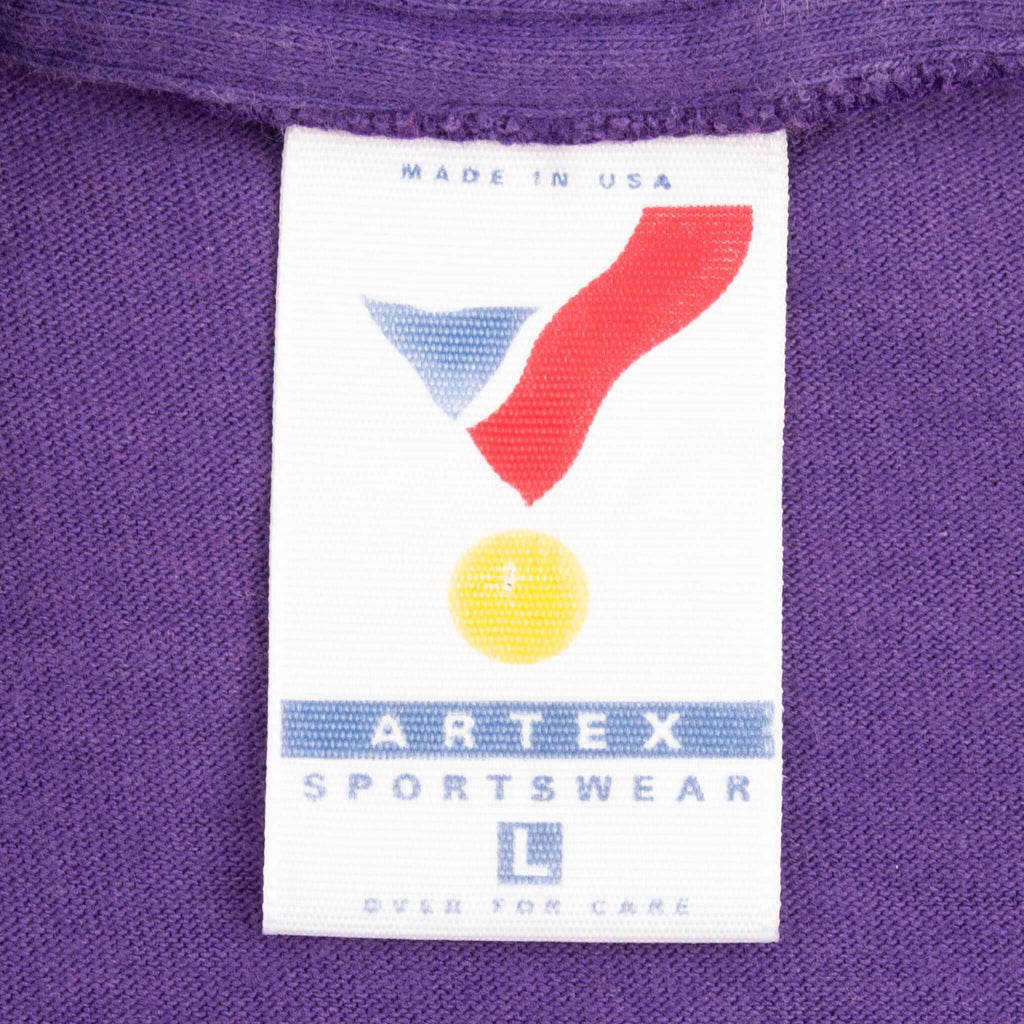 MADE IN USA
ARTEX
SPORTSWEAR
L
OVER FOR CARE